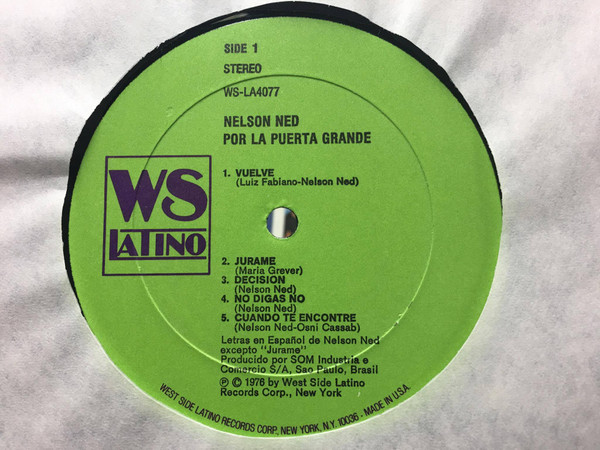 SIDE 1
STEREO
WS-LA4077
NELSON NED
POR LA PUERTA GRANDE
1. VUELVE
(Luiz Fabiano-Nelson Ned)
WS
LATINO
2. JURAME
(Maria Grever)
3. DECISION
(Nelson Ned)
4. NO DIGAS NO
(Nelson Ned)
5. CUANDO TE ENCONTRE
(Nelson Ned-Osni Cassab)
Letras en Español de Nelson Ned
excepto "Jurame"
Producido por SOM Industria e
Comercio S/A, Sao Paulo, Brasil
Ⓟ © 1976 by West Side Latino
Records Corp., New York
WEST SIDE LATINO RECORDS CORP., NEW YORK, N.Y. 10036 - MADE IN U.S.A.